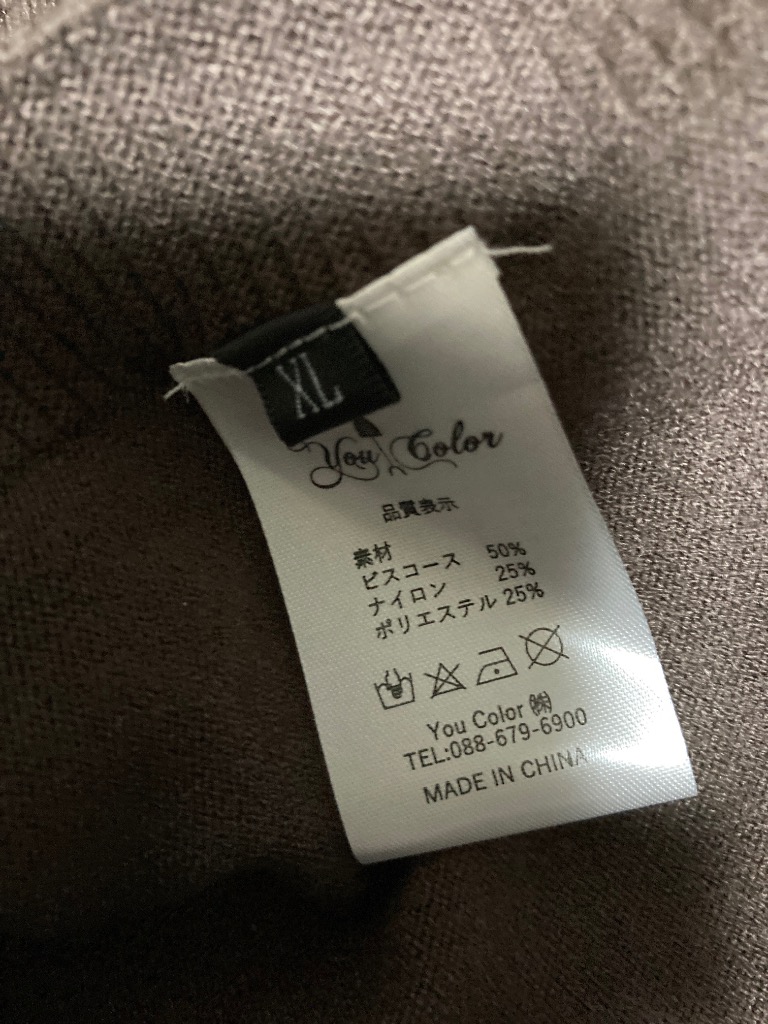 XL
You Color
品質表示
素材
ビスコース 50%
ナイロン 25%
ポリエステル 25%
You Color ㈱
TEL:088-679-6900
MADE IN CHINA